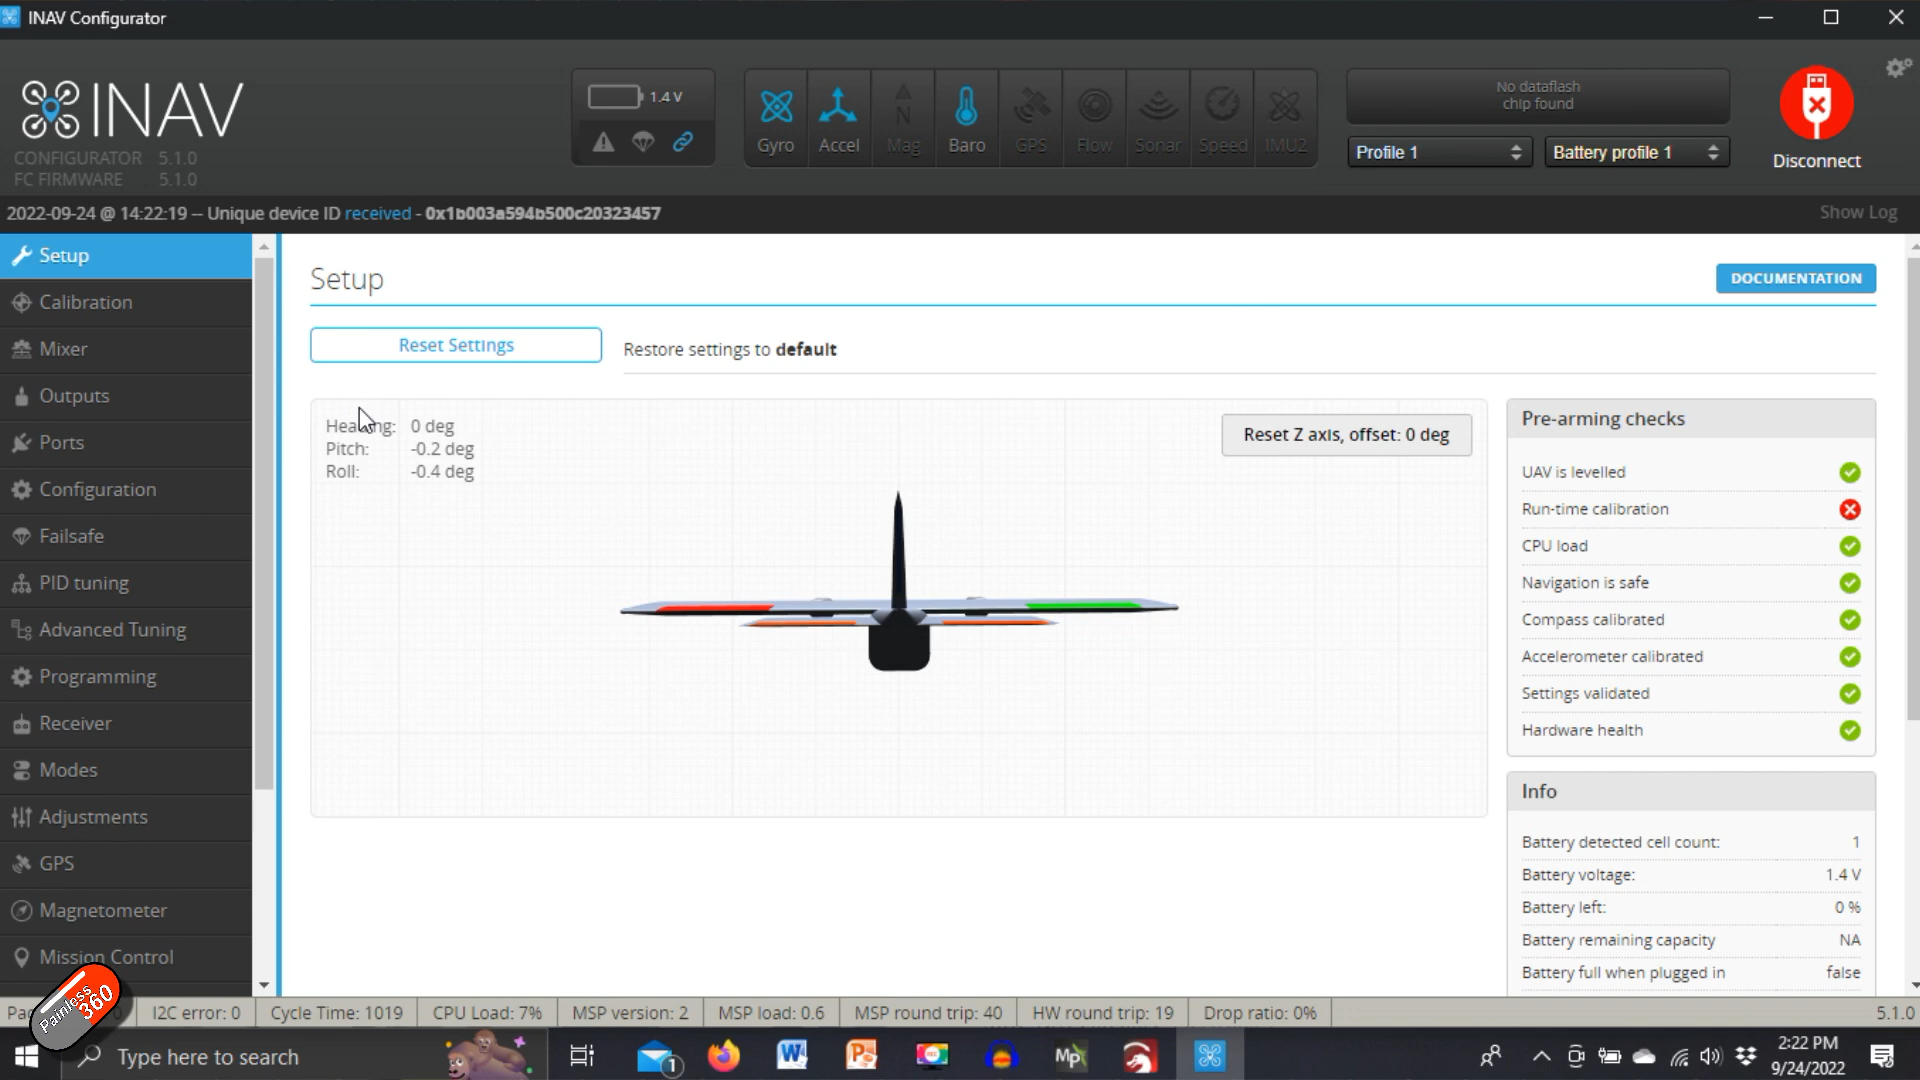 INAV Configurator
INAV
CONFIGURATOR 5.1.0
FC FIRMWARE 5.1.0
1.4 V
Gyro
Accel
Mag
Baro
GPS
Flow
Sonar
Speed
IMU2
No dataflash
chip found
Profile 1
Battery profile 1
Disconnect
2022-09-24 @ 14:22:19 -- Unique device ID received - 0x1b003a594b500c20323457
Show Log
Setup
Calibration
Mixer
Outputs
Ports
Configuration
Failsafe
PID tuning
Advanced Tuning
Programming
Receiver
Modes
Adjustments
GPS
Magnetometer
Mission Control
Setup
DOCUMENTATION
Reset Settings
Restore settings to default
Heading: 0 deg
Pitch: -0.2 deg
Roll: -0.4 deg
Reset Z axis, offset: 0 deg
Pre-arming checks
UAV is levelled
Run-time calibration
CPU load
Navigation is safe
Compass calibrated
Accelerometer calibrated
Settings validated
Hardware health
Info
Battery detected cell count: 1
Battery voltage: 1.4 V
Battery left: 0 %
Battery remaining capacity NA
Battery full when plugged in false
Painless
360
I2C error: 0
Cycle Time: 1019
CPU Load: 7%
MSP version: 2
MSP load: 0.6
MSP round trip: 40
HW round trip: 19
Drop ratio: 0%
5.1.0
Type here to search
1
REC
Mp
2:22 PM
9/24/2022